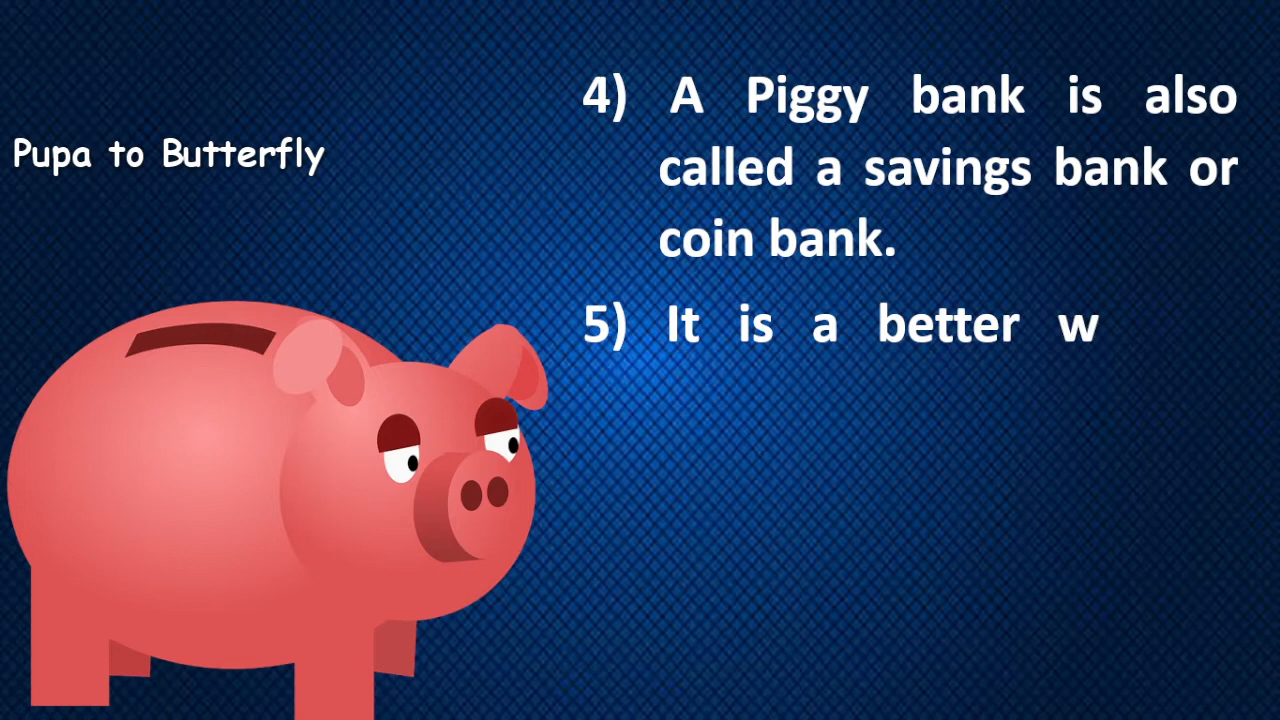 Pupa to Butterfly
4) A Piggy bank is also
called a savings bank or
coin bank.
5) It is a better w